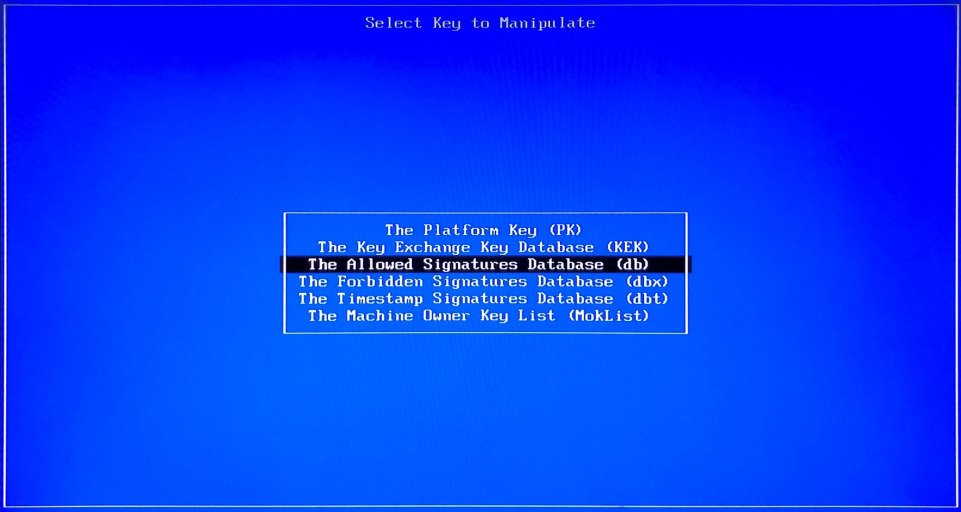 Select Key to Manipulate
The Platform Key (PK)
The Key Exchange Key Database (KEK)
The Allowed Signatures Database (db)
The Forbidden Signatures Database (dbx)
The Timestamp Signatures Database (dbt)
The Machine Owner Key List (MokList)